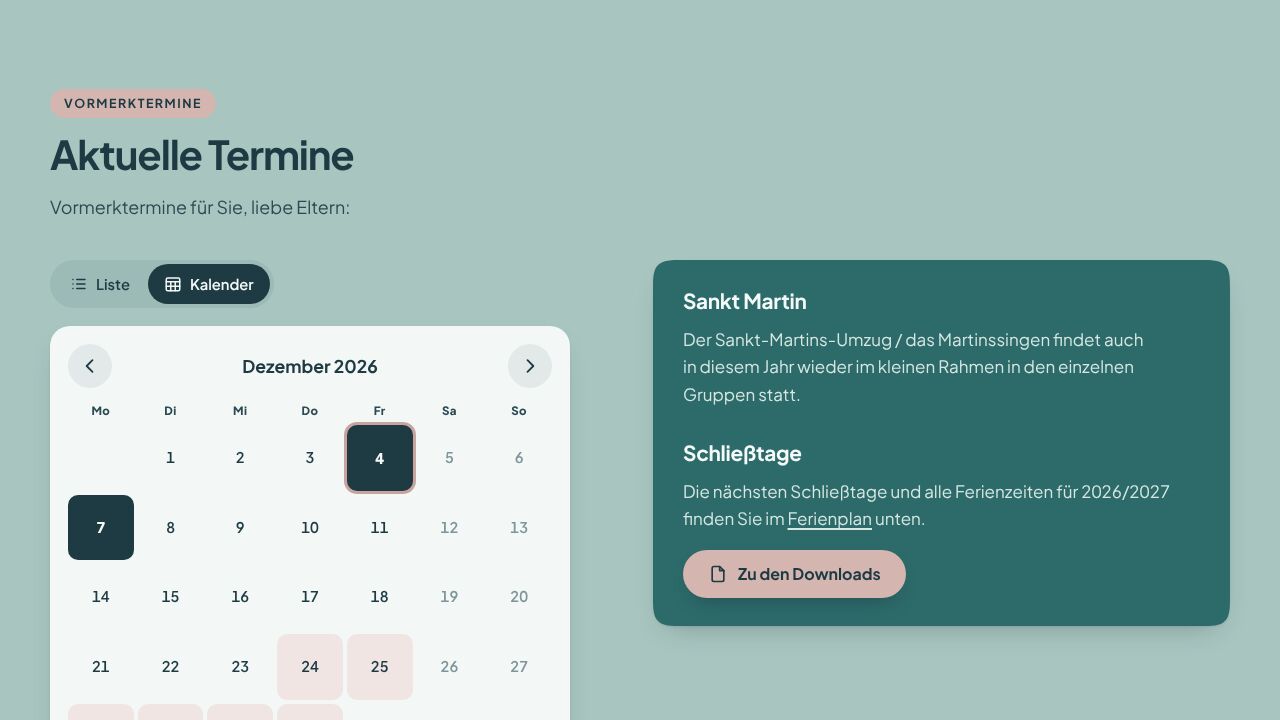 VORMERKTERMINE
Aktuelle Termine
Vormerktermine für Sie, liebe Eltern:
Liste
Kalender
Dezember 2026
Mo Di Mi Do Fr Sa So
1 2 3 4 5 6
7 8 9 10 11 12 13
14 15 16 17 18 19 20
21 22 23 24 25 26 27
Sankt Martin
Der Sankt-Martins-Umzug / das Martinssingen findet auch
in diesem Jahr wieder im kleinen Rahmen in den einzelnen
Gruppen statt.
Schließtage
Die nächsten Schließtage und alle Ferienzeiten für 2026/2027
finden Sie im Ferienplan unten.
Zu den Downloads